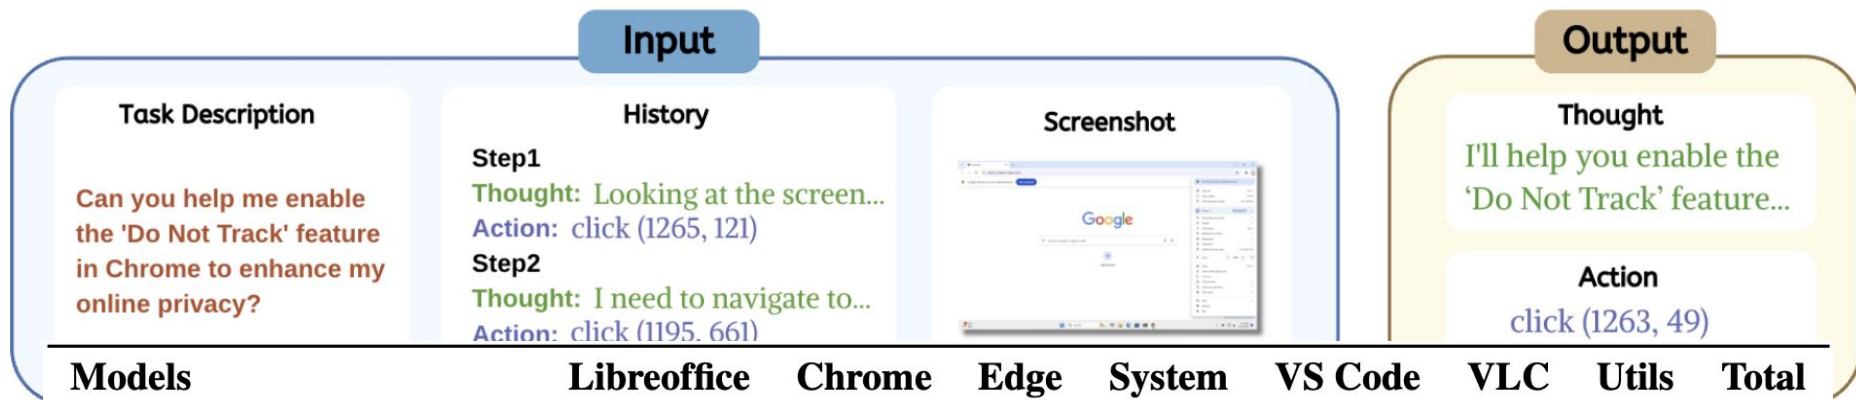 Input
Output
Task Description
Can you help me enable
the 'Do Not Track' feature
in Chrome to enhance my
online privacy?
History
Step1
Thought: Looking at the screen...
Action: click (1265, 121)
Step2
Thought: I need to navigate to...
Action: click (1195, 661)
Screenshot
Google
Thought
I'll help you enable the
‘Do Not Track’ feature...
Action
click (1263, 49)
Models Libreoffice Chrome Edge System VS Code VLC Utils Total